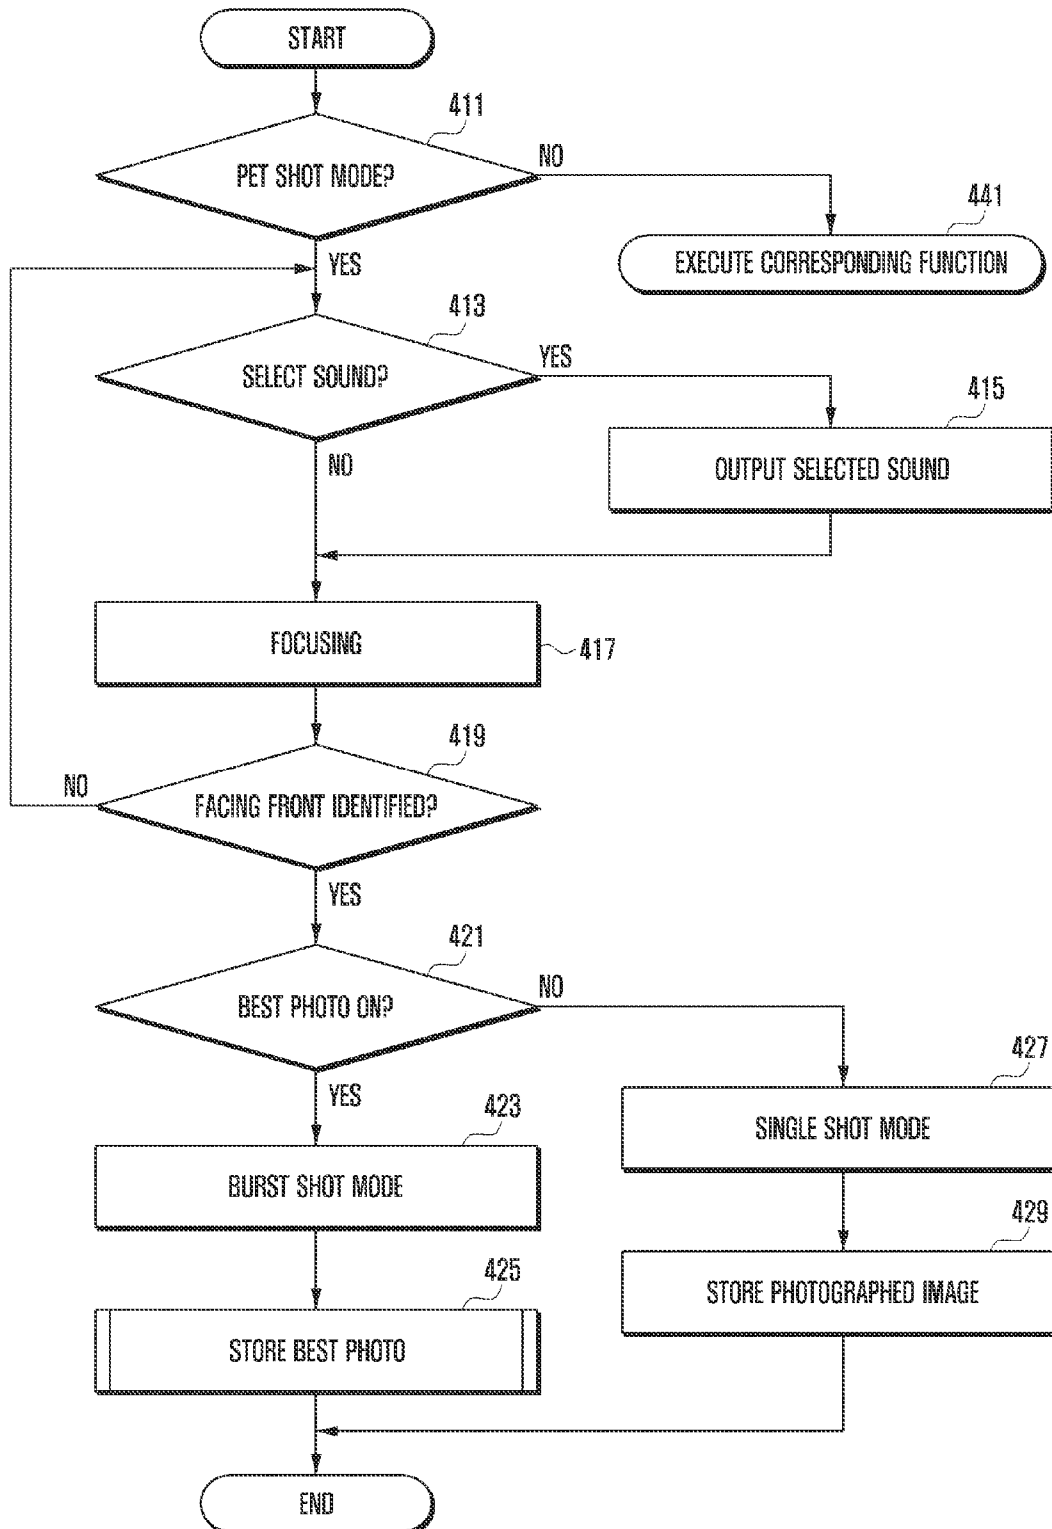 START
411
PET SHOT MODE?
NO
441
EXECUTE CORRESPONDING FUNCTION
YES
413
SELECT SOUND?
YES
415
OUTPUT SELECTED SOUND
NO
FOCUSING
417
419
FACING FRONT IDENTIFIED?
NO
YES
421
BEST PHOTO ON?
NO
427
SINGLE SHOT MODE
YES
423
BURST SHOT MODE
429
STORE PHOTOGRAPHED IMAGE
425
STORE BEST PHOTO
END